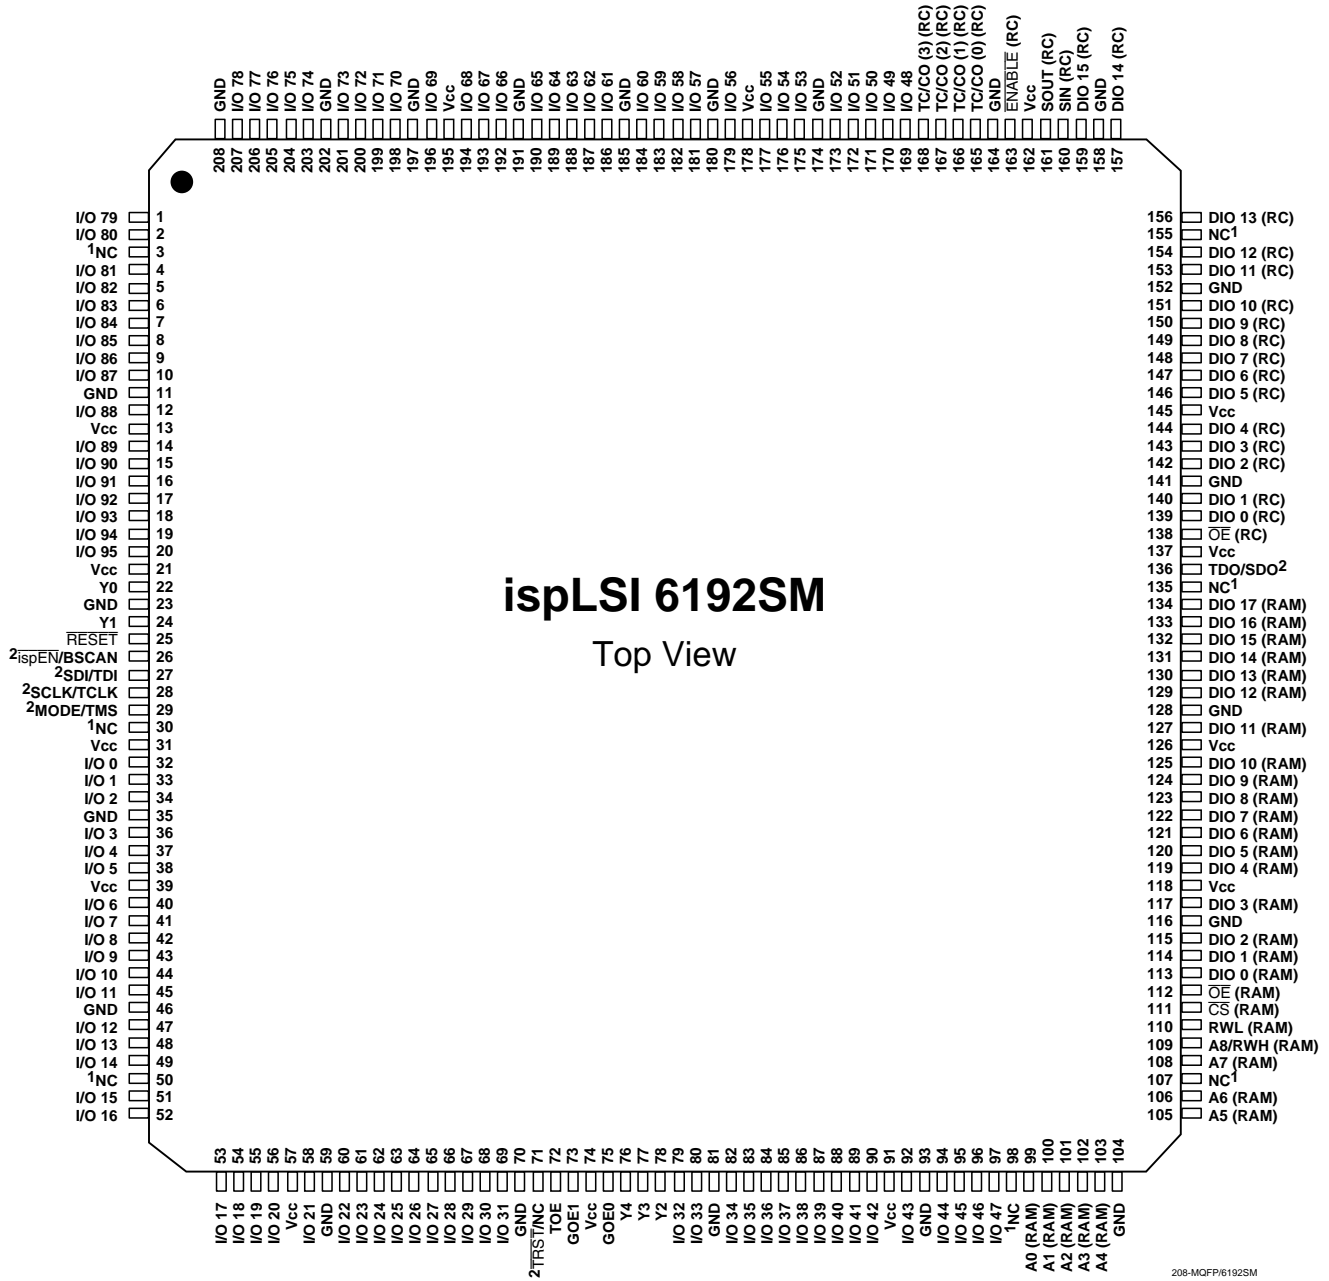 GND I/O 78 I/O 77 I/O 76 Vcc I/O 75 I/O 74 GND I/O 73 I/O 72 I/O 71 I/O 70 GND I/O 69 Vcc I/O 68 I/O 67 I/O 66 GND I/O 65 I/O 64 I/O 63 Vcc I/O 62 I/O 61 GND I/O 60 I/O 59 I/O 58 I/O 57 GND I/O 56 Vcc I/O 55 I/O 54 I/O 53 GND I/O 52 I/O 51 I/O 50 I/O 49 I/O 48 TC/CO (3) (RC) TC/CO (2) (RC) TC/CO (1) (RC) TC/CO (0) (RC) GND ENABLE (RC) Vcc SOUT (RC) SIN (RC) DIO 15 (RC) GND DIO 14 (RC)
208 207 206 205 204 203 202 201 200 199 198 197 196 195 194 193 192 191 190 189 188 187 186 185 184 183 182 181 180 179 178 177 176 175 174 173 172 171 170 169 168 167 166 165 164 163 162 161 160 159 158 157
I/O 79 1
I/O 80 2
1NC 3
I/O 81 4
I/O 82 5
I/O 83 6
I/O 84 7
I/O 85 8
I/O 86 9
I/O 87 10
GND 11
I/O 88 12
Vcc 13
I/O 89 14
I/O 90 15
I/O 91 16
I/O 92 17
I/O 93 18
I/O 94 19
I/O 95 20
Vcc 21
Y0 22
GND 23
Y1 24
RESET 25
2ispEN/BSCAN 26
2SDI/TDI 27
2SCLK/TCLK 28
2MODE/TMS 29
1NC 30
Vcc 31
I/O 0 32
I/O 1 33
I/O 2 34
GND 35
I/O 3 36
I/O 4 37
I/O 5 38
Vcc 39
I/O 6 40
I/O 7 41
I/O 8 42
I/O 9 43
I/O 10 44
I/O 11 45
GND 46
I/O 12 47
I/O 13 48
I/O 14 49
1NC 50
I/O 15 51
I/O 16 52
ispLSI 6192SM
Top View
156 DIO 13 (RC)
155 NC1
154 DIO 12 (RC)
153 DIO 11 (RC)
152 GND
151 DIO 10 (RC)
150 DIO 9 (RC)
149 DIO 8 (RC)
148 DIO 7 (RC)
147 DIO 6 (RC)
146 DIO 5 (RC)
145 Vcc
144 DIO 4 (RC)
143 DIO 3 (RC)
142 DIO 2 (RC)
141 GND
140 DIO 1 (RC)
139 DIO 0 (RC)
138 OE (RC)
137 Vcc
136 TDO/SDO2
135 NC1
134 DIO 17 (RAM)
133 DIO 16 (RAM)
132 DIO 15 (RAM)
131 DIO 14 (RAM)
130 DIO 13 (RAM)
129 DIO 12 (RAM)
128 GND
127 DIO 11 (RAM)
126 Vcc
125 DIO 10 (RAM)
124 DIO 9 (RAM)
123 DIO 8 (RAM)
122 DIO 7 (RAM)
121 DIO 6 (RAM)
120 DIO 5 (RAM)
119 DIO 4 (RAM)
118 Vcc
117 DIO 3 (RAM)
116 GND
115 DIO 2 (RAM)
114 DIO 1 (RAM)
113 DIO 0 (RAM)
112 OE (RAM)
111 CS (RAM)
110 RWL (RAM)
109 A8/RWH (RAM)
108 A7 (RAM)
107 NC1
106 A6 (RAM)
105 A5 (RAM)
53 54 55 56 57 58 59 60 61 62 63 64 65 66 67 68 69 70 71 72 73 74 75 76 77 78 79 80 81 82 83 84 85 86 87 88 89 90 91 92 93 94 95 96 97 98 99 100 101 102 103 104
I/O 17 I/O 18 I/O 19 I/O 20 Vcc I/O 21 GND I/O 22 I/O 23 I/O 24 I/O 25 I/O 26 I/O 27 I/O 28 I/O 29 I/O 30 I/O 31 GND 2TRST/NC TOE GOE1 Vcc GOE0 Y4 Y3 Y2 I/O 32 I/O 33 GND I/O 34 I/O 35 I/O 36 I/O 37 I/O 38 I/O 39 I/O 40 I/O 41 I/O 42 Vcc I/O 43 GND I/O 44 I/O 45 I/O 46 I/O 47 1NC A0 (RAM) A1 (RAM) A2 (RAM) A3 (RAM) A4 (RAM) GND
208-MQFP/6192SM